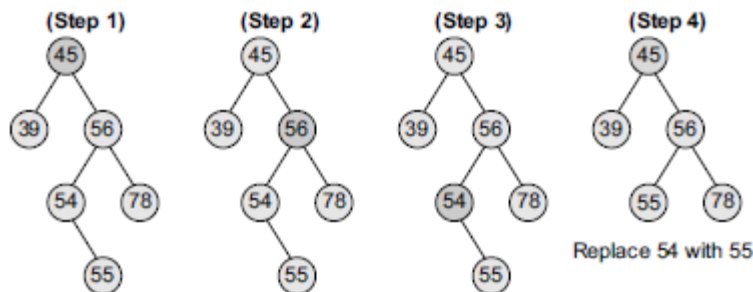 (Step 1) (Step 2) (Step 3) (Step 4)
45 45 45 45
39 56 39 56 39 56 39 56
54 78 54 78 54 78 55 78
Replace 54 with 55
55 55 55